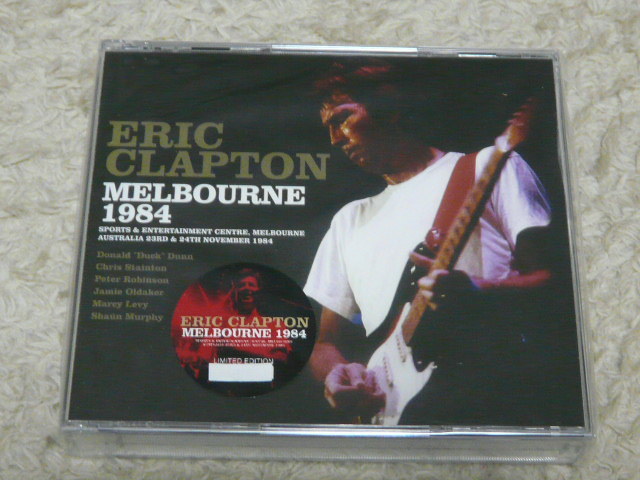 ERIC
CLAPTON
MELBOURNE
1984
SPORTS & ENTERTAINMENT CENTRE, MELBOURNE
AUSTRALIA 23RD & 24TH NOVEMBER 1984
Donald "Duck" Dunn
Chris Stainton
Peter Robinson
Jamie Oldaker
Marcy Levy
Shaun Murphy
ERIC CLAPTON
MELBOURNE 1984
LIMITED EDITION